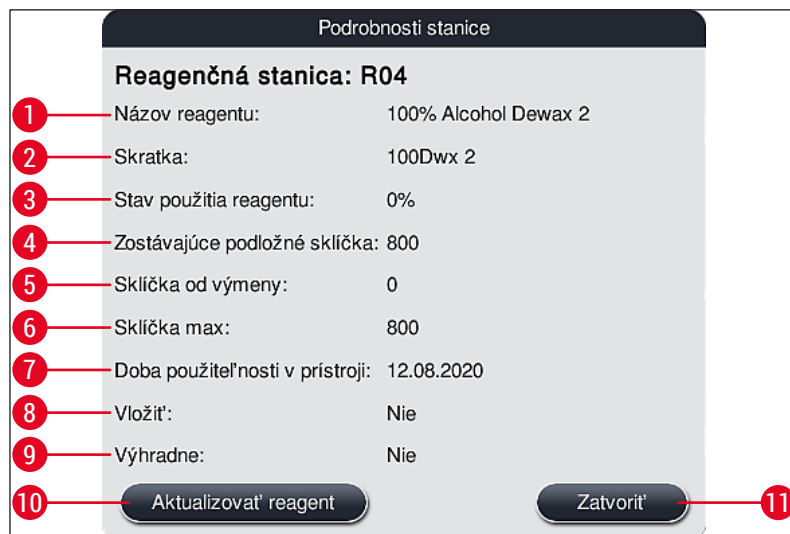 Podrobnosti stanice
Reagenčná stanica: R04
1 Názov reagentu: 100% Alcohol Dewax 2
2 Skratka: 100Dwx 2
3 Stav použitia reagentu: 0%
4 Zostávajúce podložné sklíčka: 800
5 Sklíčka od výmeny: 0
6 Sklíčka max: 800
7 Doba použiteľnosti v prístroji: 12.08.2020
8 Vložiť: Nie
9 Výhradne: Nie
10 Aktualizovať reagent Zatvoriť 11